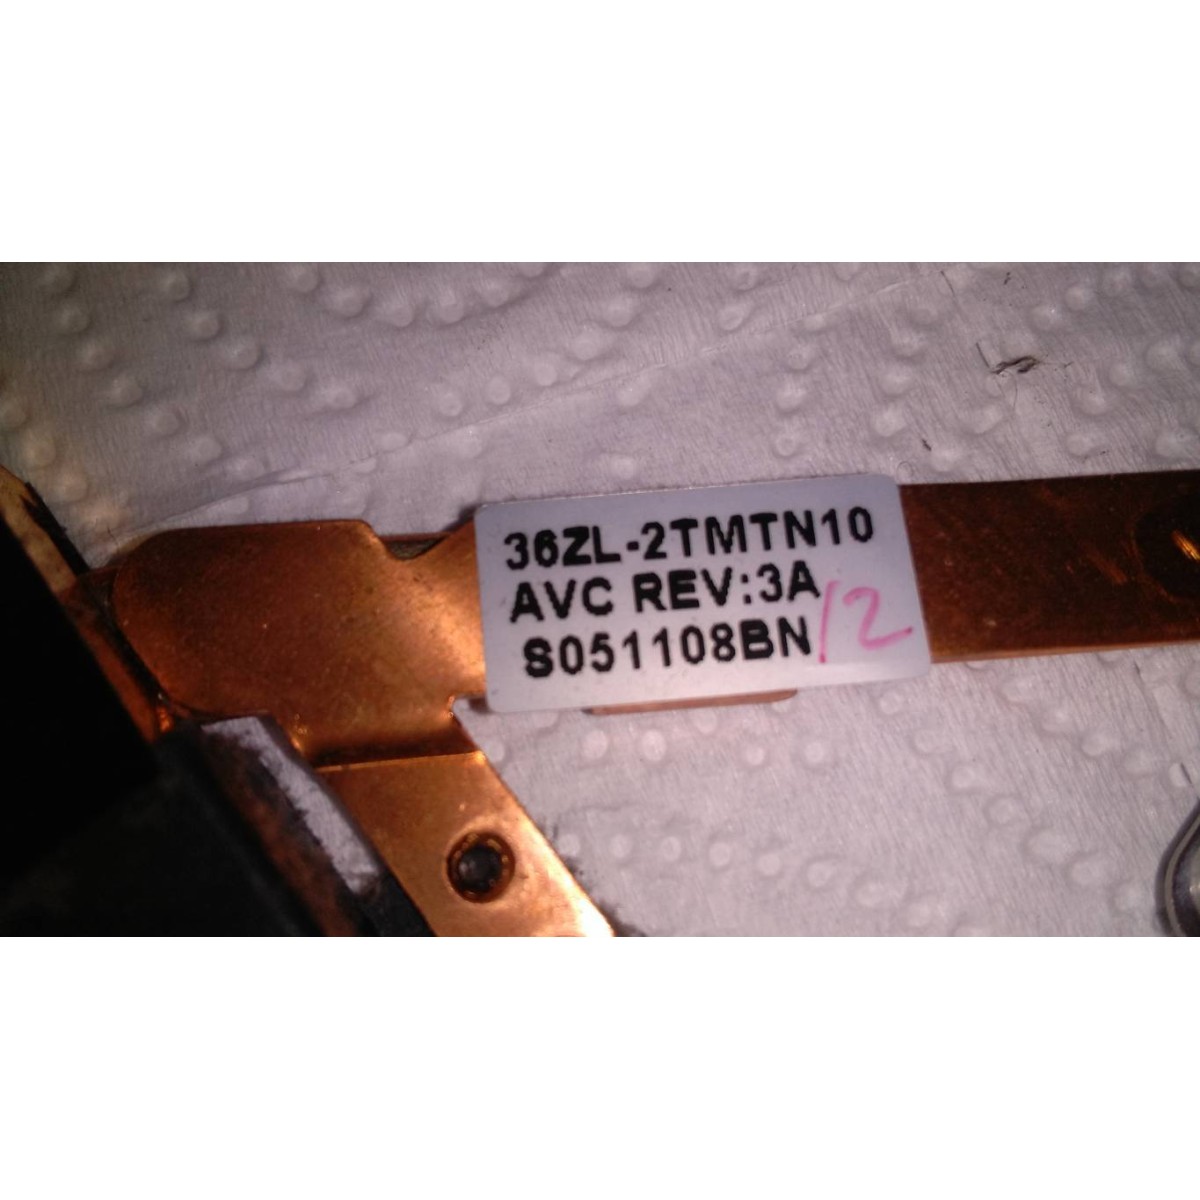 36ZL-2TMTN10
AVC REV:3A
S051108BN
12